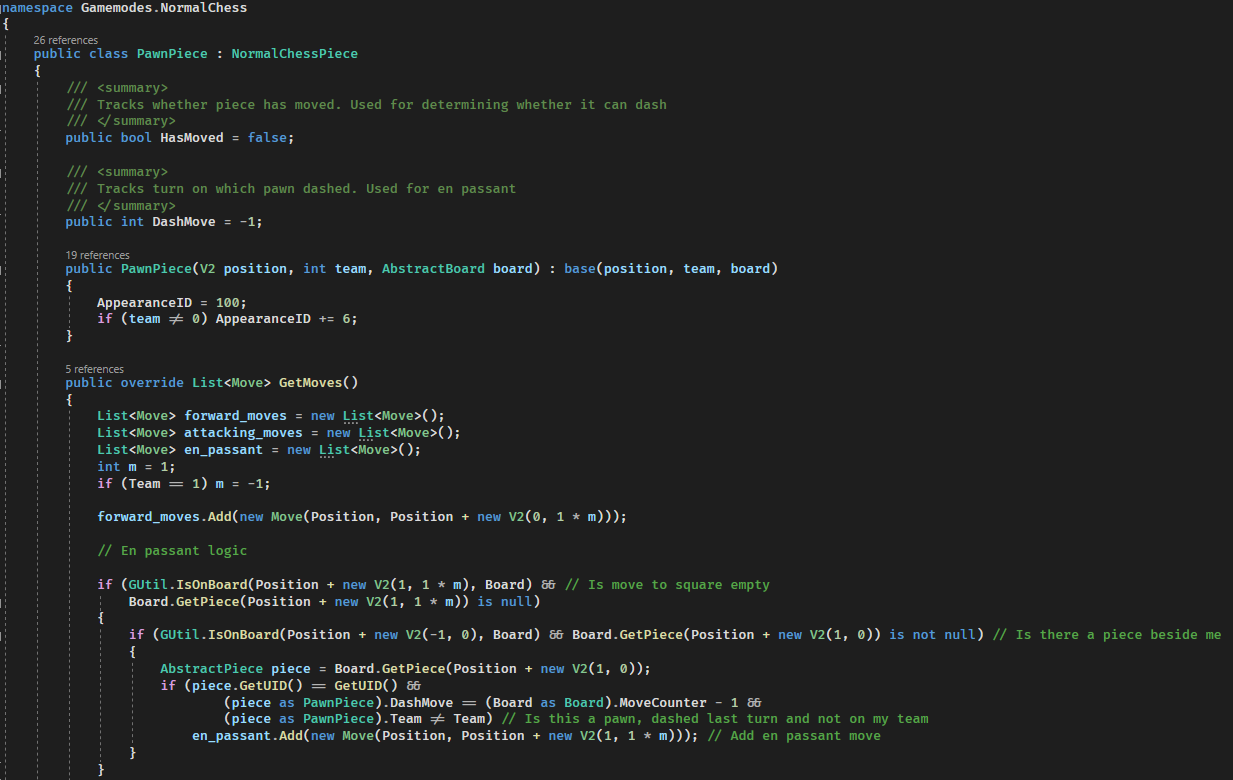 namespace Gamemodes.NormalChess
{
26 references
public class PawnPiece : NormalChessPiece
{
/// <summary>
/// Tracks whether piece has moved. Used for determining whether it can dash
/// </summary>
public bool HasMoved = false;
/// <summary>
/// Tracks turn on which pawn dashed. Used for en passant
/// </summary>
public int DashMove = -1;
19 references
public PawnPiece(V2 position, int team, AbstractBoard board) : base(position, team, board)
{
AppearanceID = 100;
if (team != 0) AppearanceID += 6;
}
5 references
public override List<Move> GetMoves()
{
List<Move> forward_moves = new List<Move>();
List<Move> attacking_moves = new List<Move>();
List<Move> en_passant = new List<Move>();
int m = 1;
if (Team == 1) m = -1;
forward_moves.Add(new Move(Position, Position + new V2(0, 1 * m)));
// En passant logic
if (GUtil.IsOnBoard(Position + new V2(1, 1 * m), Board) && // Is move to square empty
Board.GetPiece(Position + new V2(1, 1 * m)) is null)
{
if (GUtil.IsOnBoard(Position + new V2(-1, 0), Board) && Board.GetPiece(Position + new V2(1, 0)) is not null) // Is there a piece beside me
{
AbstractPiece piece = Board.GetPiece(Position + new V2(1, 0));
if (piece.GetUID() == GetUID() &&
(piece as PawnPiece).DashMove == (Board as Board).MoveCounter - 1 &&
(piece as PawnPiece).Team != Team) // Is this a pawn, dashed last turn and not on my team
en_passant.Add(new Move(Position, Position + new V2(1, 1 * m))); // Add en passant move
}
}